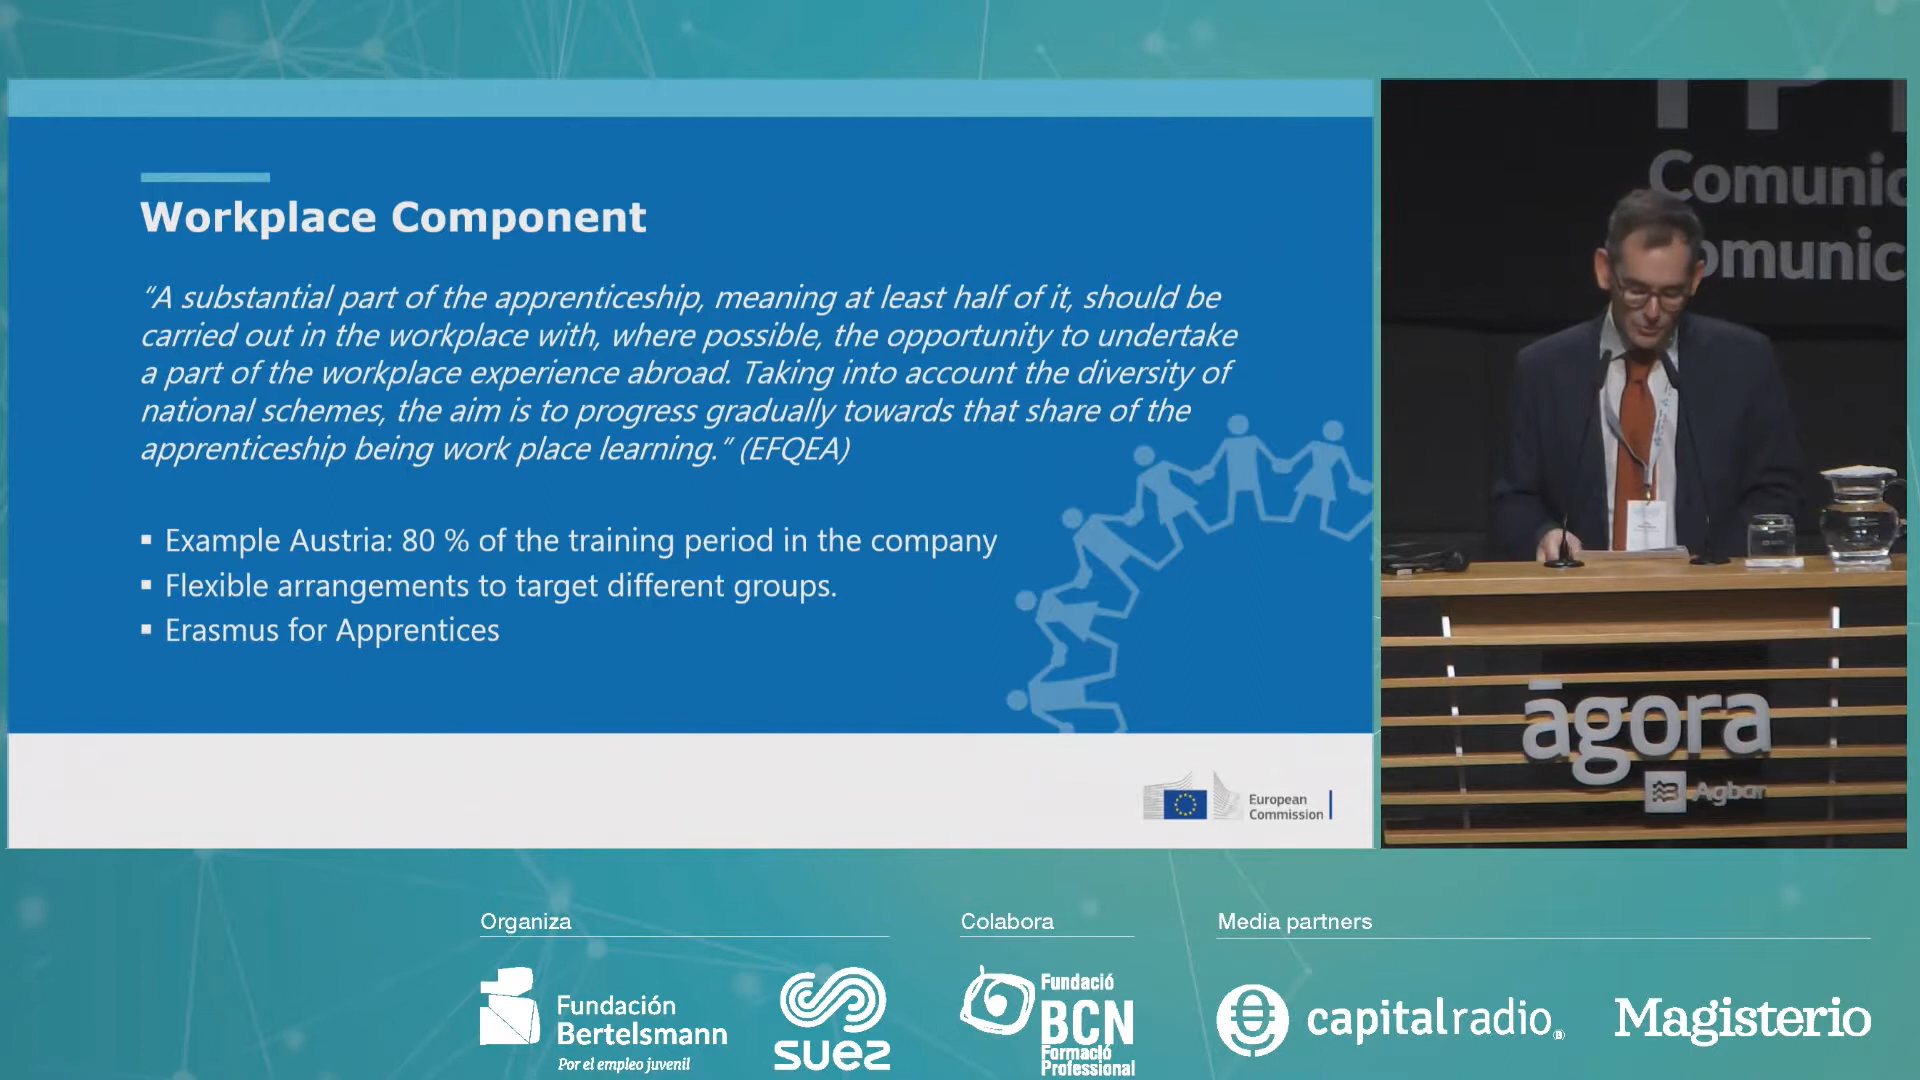 Workplace Component
“A substantial part of the apprenticeship, meaning at least half of it, should be
carried out in the workplace with, where possible, the opportunity to undertake
a part of the workplace experience abroad. Taking into account the diversity of
national schemes, the aim is to progress gradually towards that share of the
apprenticeship being work place learning.” (EFQEA)
▪ Example Austria: 80 % of the training period in the company
▪ Flexible arrangements to target different groups.
▪ Erasmus for Apprentices
European
Commission
Comunic
omunic
āgora
Agbar
Organiza
Fundación
Bertelsmann
Por el empleo juvenil
suez
Colabora
Fundació
BCN
Formació
Professional
Media partners
capitalradio
Magisterio